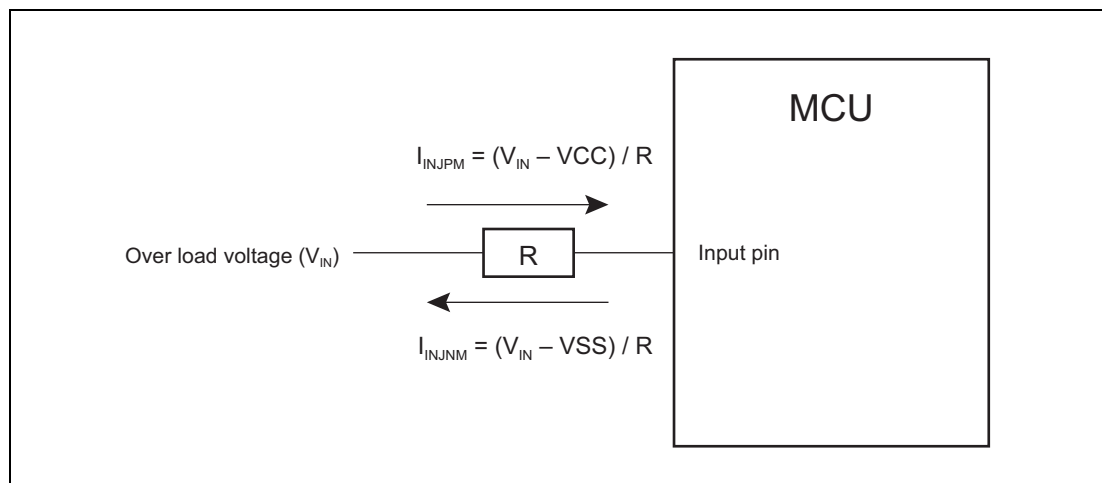 MCU
I_INJPM = (V_IN – VCC) / R
Over load voltage (V_IN)
R
Input pin
I_INJNM = (V_IN – VSS) / R